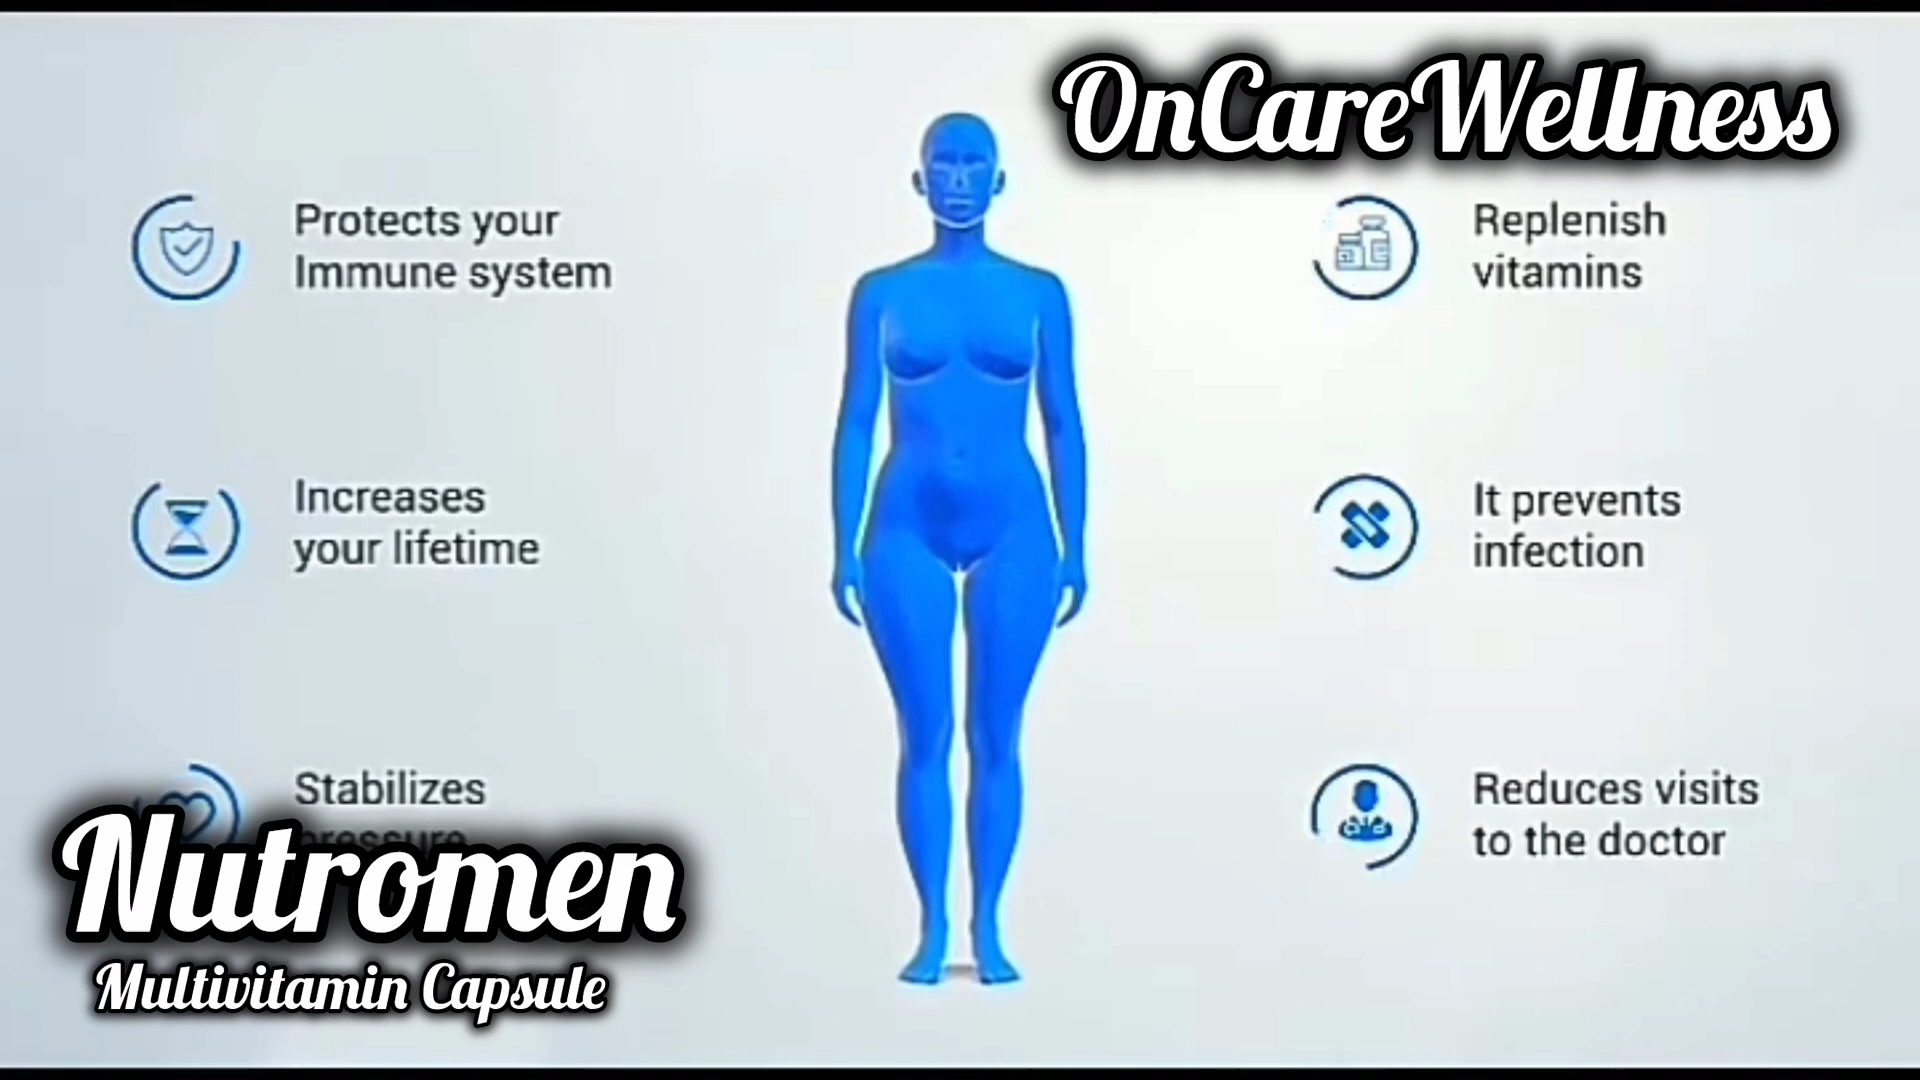 OnCareWellness
Protects your
Immune system
Replenish
vitamins
Increases
your lifetime
It prevents
infection
Stabilizes
pressure
Reduces visits
to the doctor
Nutromen
Multivitamin Capsule